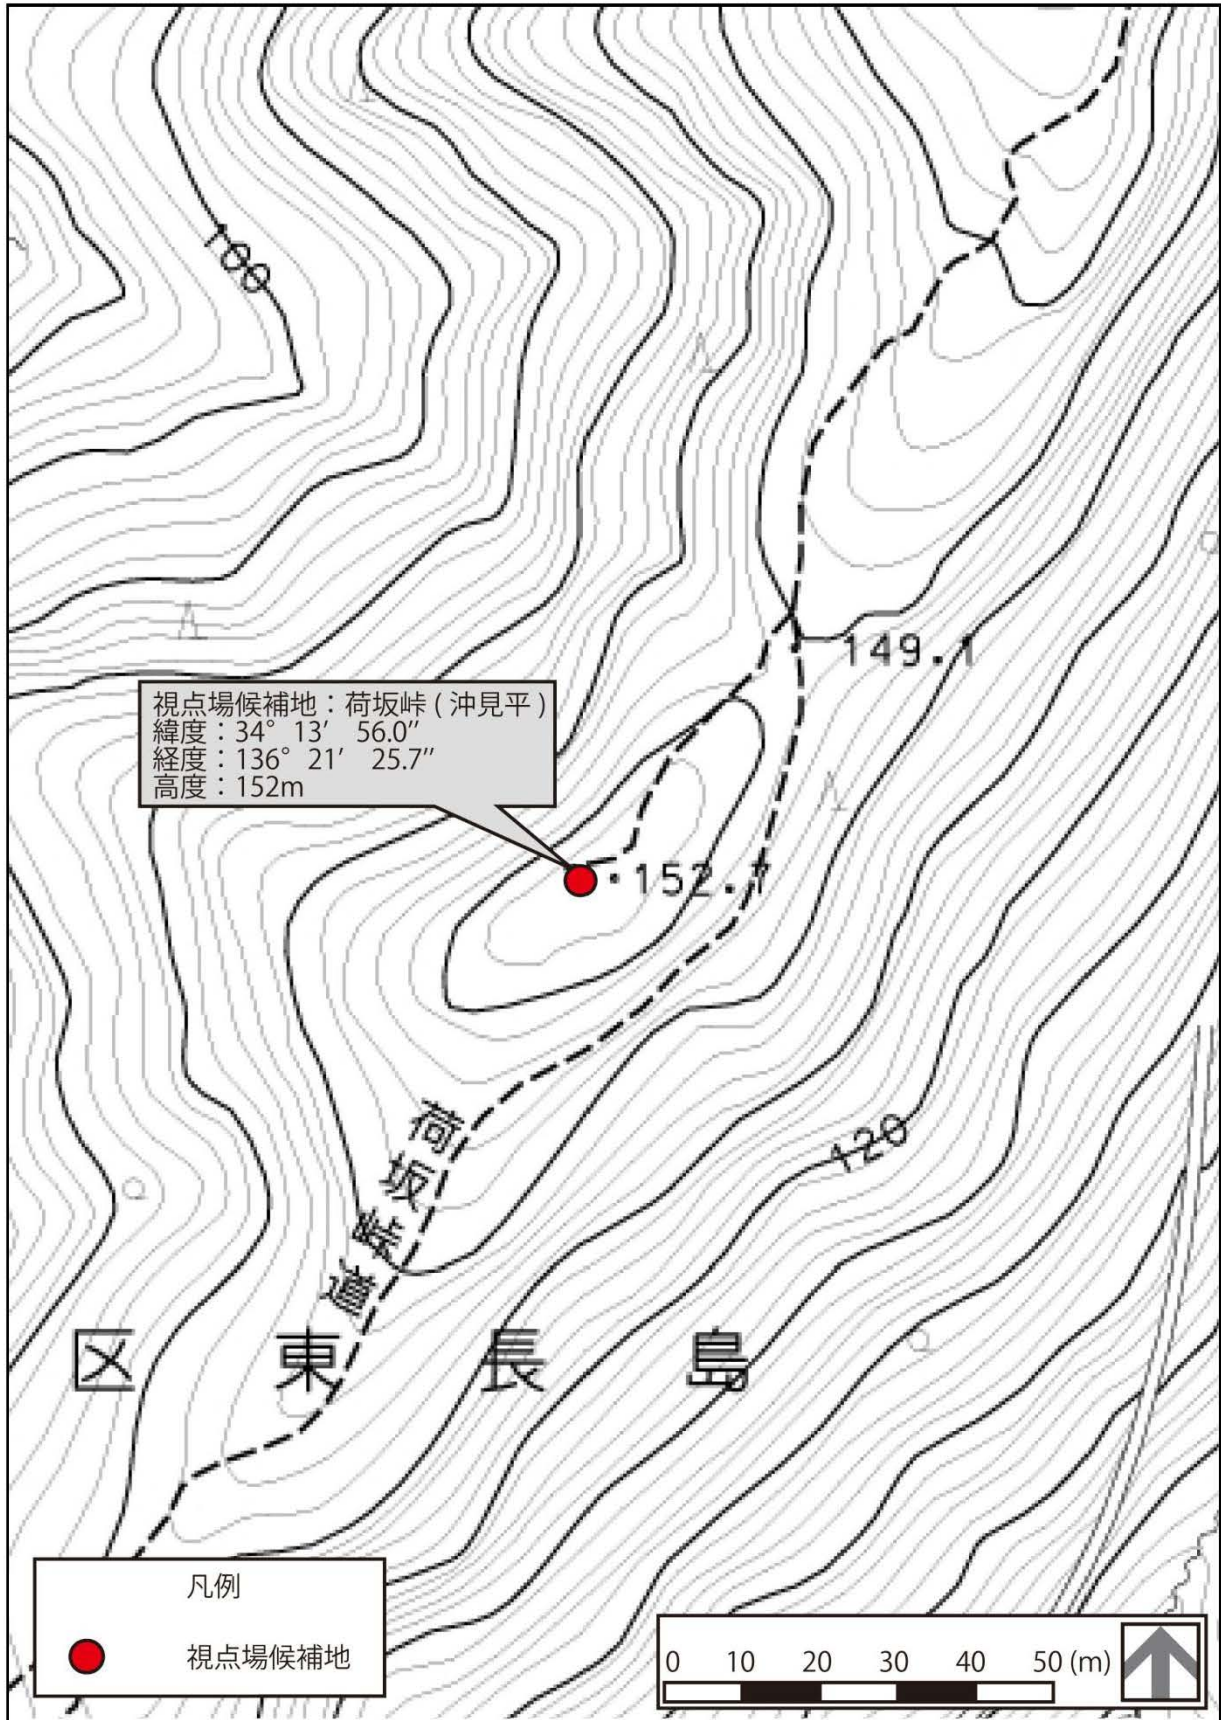 100
149.1
視点場候補地：荷坂峠 ( 沖見平 )
緯度：34° 13′ 56.0″
経度：136° 21′ 25.7″
高度：152m
152.7
120
荷坂峠道
区東長島
凡例
視点場候補地
0 10 20 30 40 50 (m)